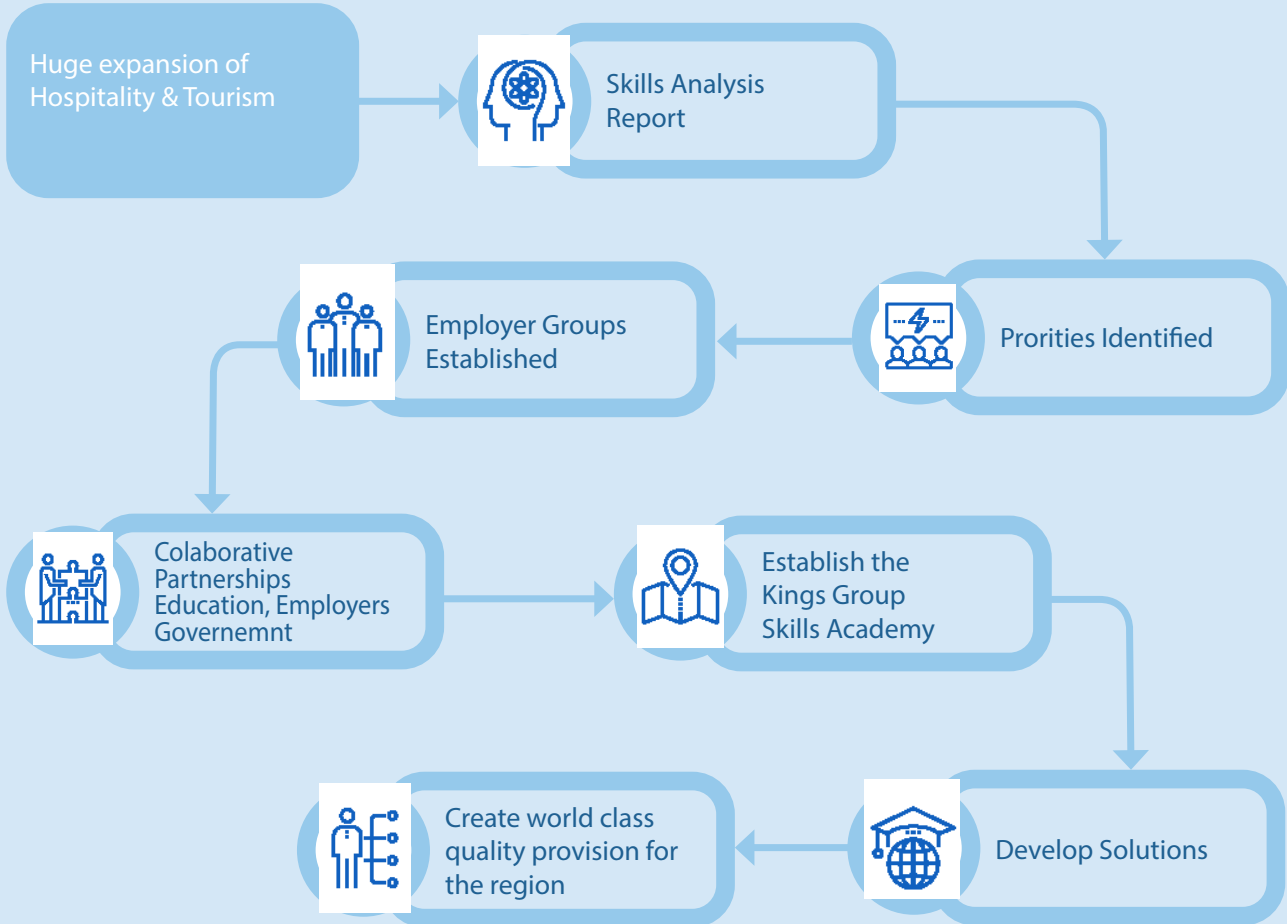 Huge expansion of
Hospitality & Tourism
Skills Analysis
Report
Prorities Identified
Employer Groups
Established
Colaborative
Partnerships
Education, Employers
Governemnt
Establish the
Kings Group
Skills Academy
Develop Solutions
Create world class
quality provision for
the region